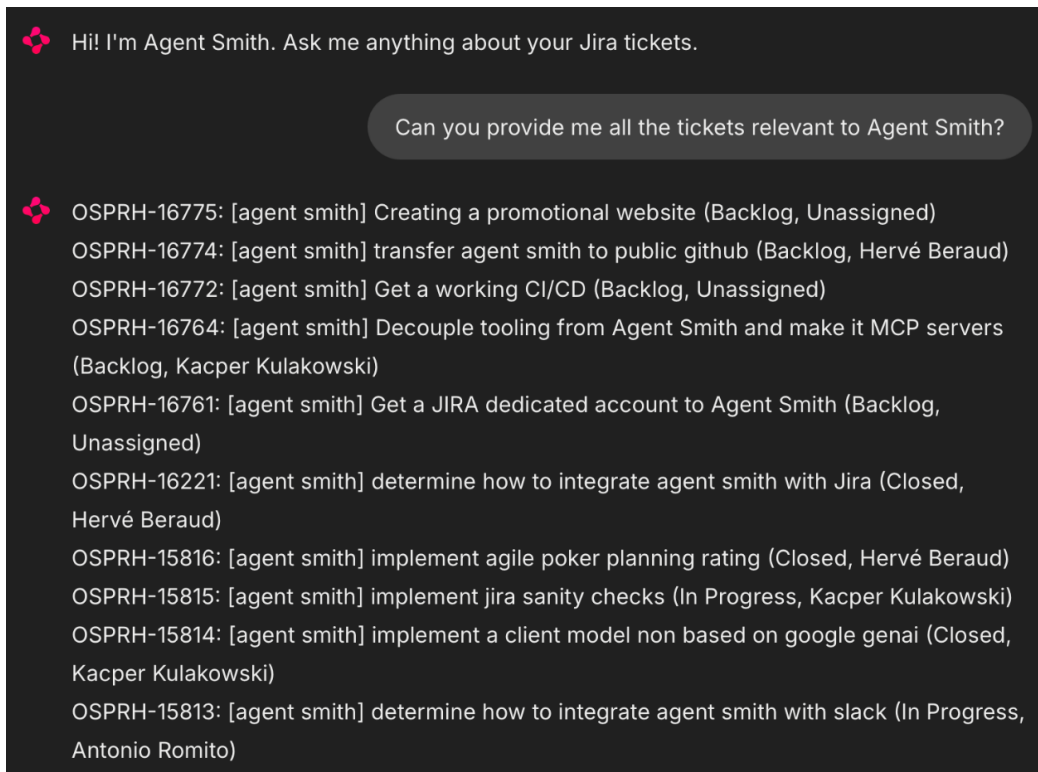 Hi! I'm Agent Smith. Ask me anything about your Jira tickets.
Can you provide me all the tickets relevant to Agent Smith?
OSPRH-16775: [agent smith] Creating a promotional website (Backlog, Unassigned)
OSPRH-16774: [agent smith] transfer agent smith to public github (Backlog, Hervé Beraud)
OSPRH-16772: [agent smith] Get a working CI/CD (Backlog, Unassigned)
OSPRH-16764: [agent smith] Decouple tooling from Agent Smith and make it MCP servers
(Backlog, Kacper Kulakowski)
OSPRH-16761: [agent smith] Get a JIRA dedicated account to Agent Smith (Backlog,
Unassigned)
OSPRH-16221: [agent smith] determine how to integrate agent smith with Jira (Closed,
Hervé Beraud)
OSPRH-15816: [agent smith] implement agile poker planning rating (Closed, Hervé Beraud)
OSPRH-15815: [agent smith] implement jira sanity checks (In Progress, Kacper Kulakowski)
OSPRH-15814: [agent smith] implement a client model non based on google genai (Closed,
Kacper Kulakowski)
OSPRH-15813: [agent smith] determine how to integrate agent smith with slack (In Progress,
Antonio Romito)